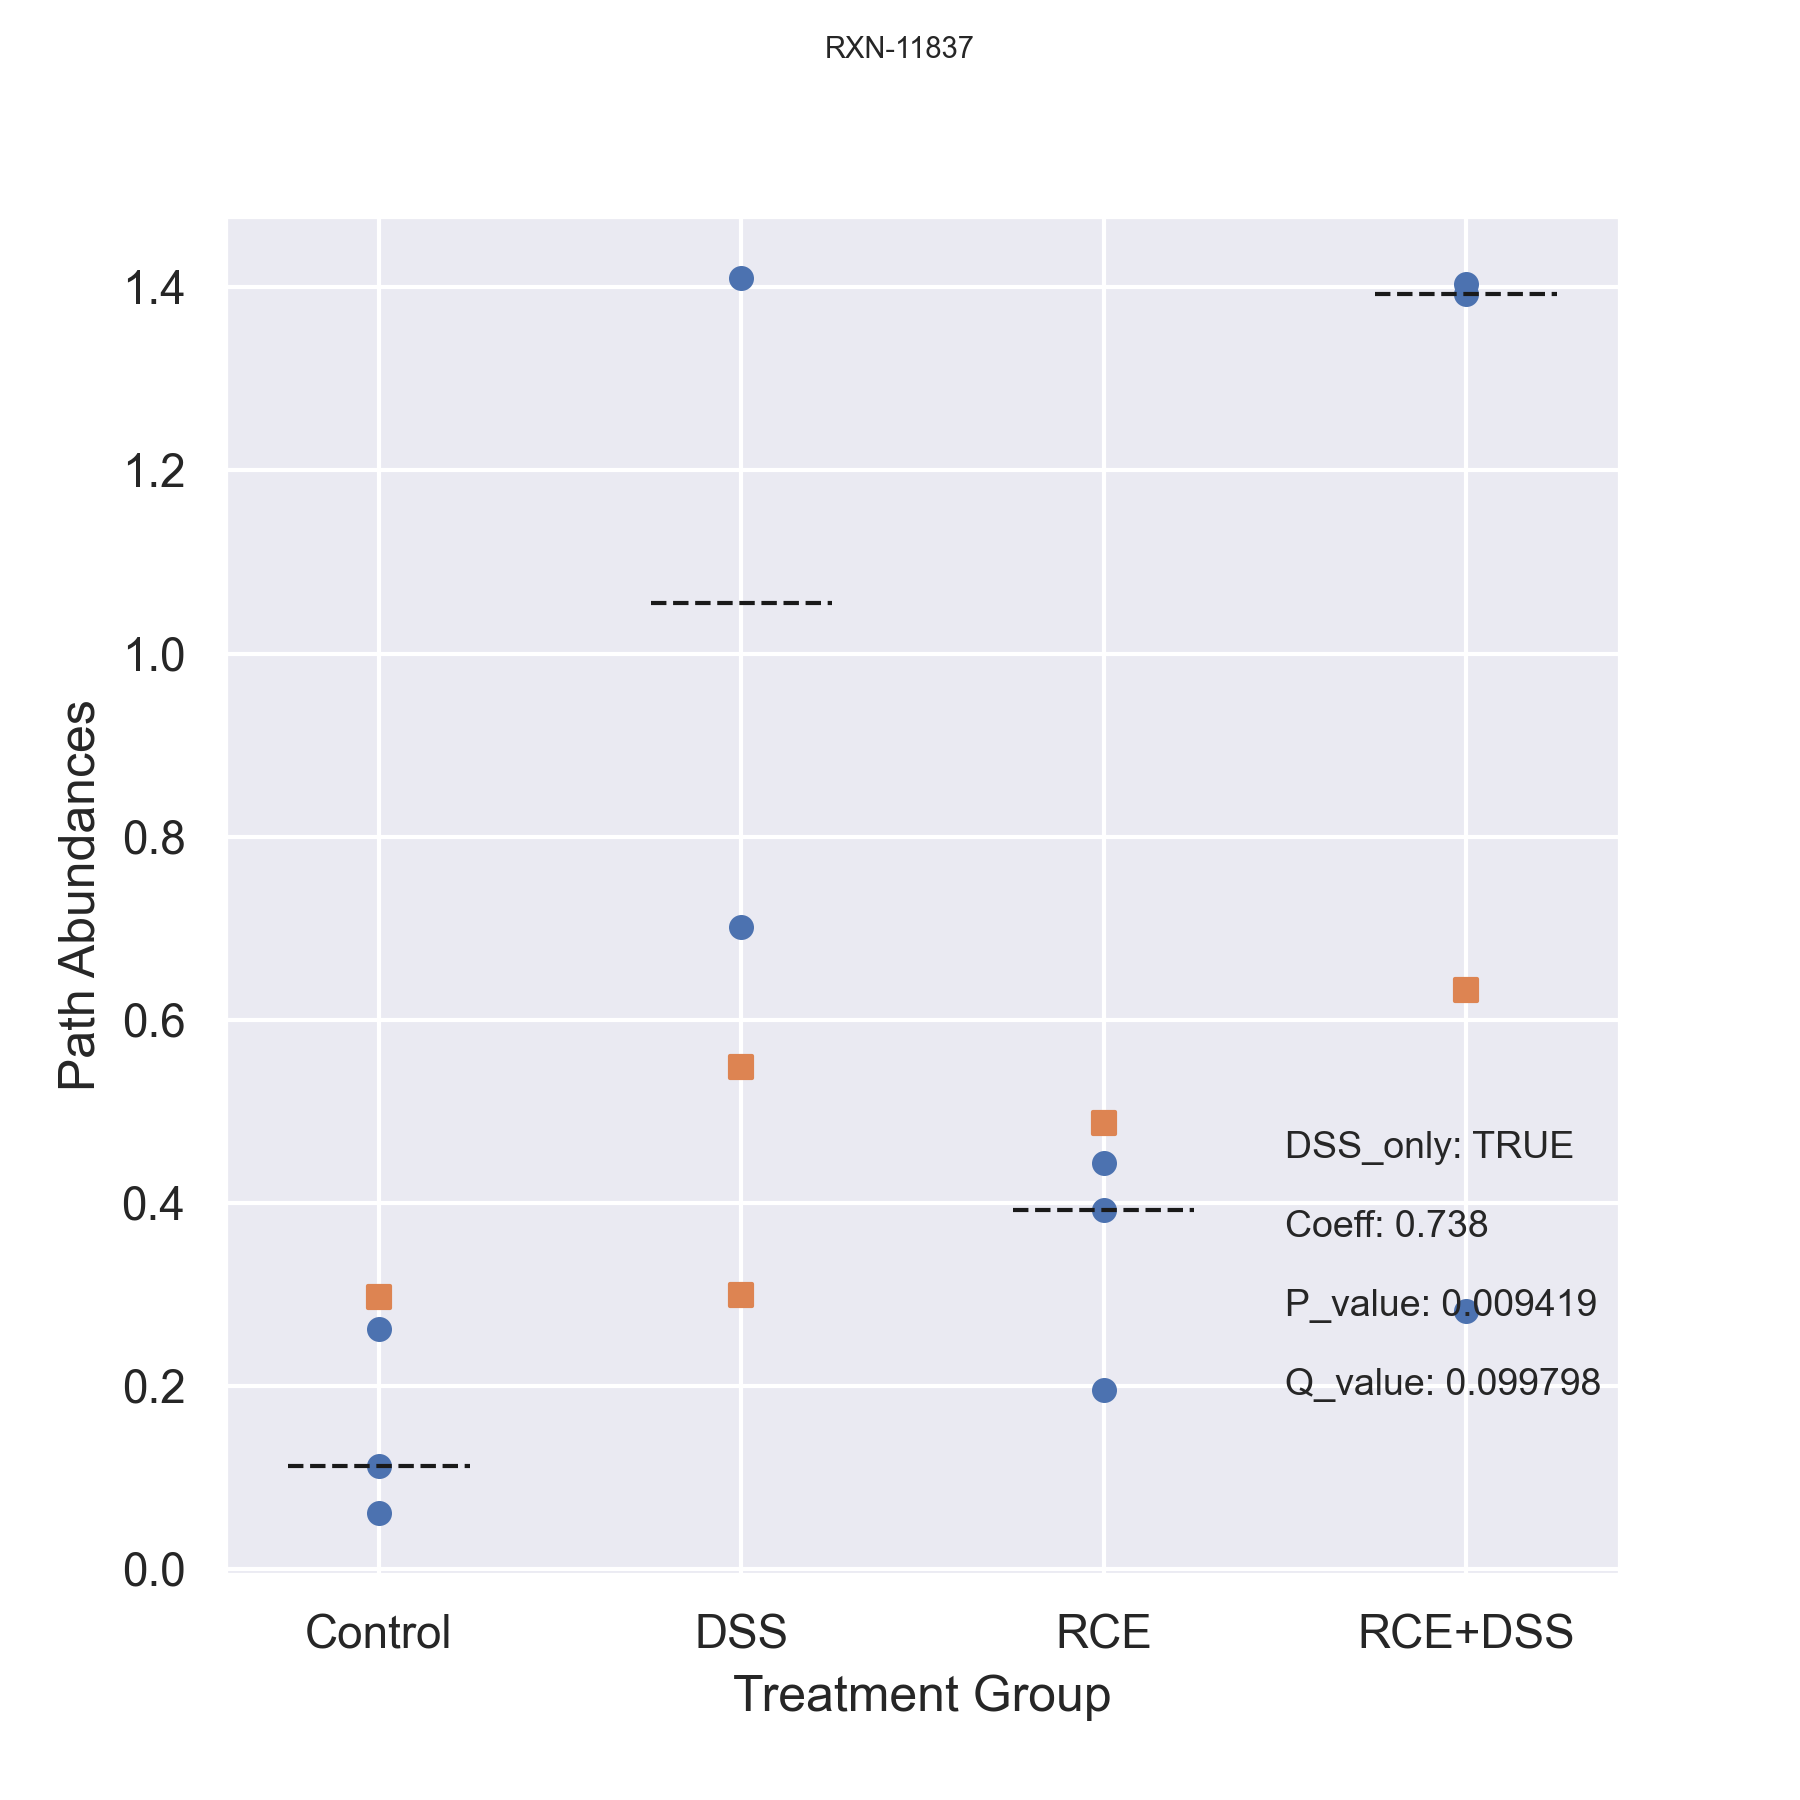 RXN-11837
1.4
1.2
1.0
0.8
0.6
0.4
0.2
0.0
Path Abundances
DSS_only: TRUE
Coeff: 0.738
P_value: 0.009419
Q_value: 0.099798
Control DSS RCE RCE+DSS
Treatment Group